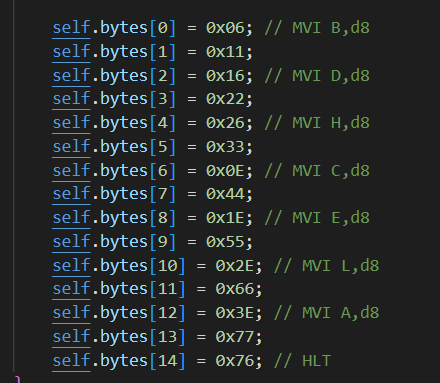 self.bytes[0] = 0x06; // MVI B,d8
self.bytes[1] = 0x11;
self.bytes[2] = 0x16; // MVI D,d8
self.bytes[3] = 0x22;
self.bytes[4] = 0x26; // MVI H,d8
self.bytes[5] = 0x33;
self.bytes[6] = 0x0E; // MVI C,d8
self.bytes[7] = 0x44;
self.bytes[8] = 0x1E; // MVI E,d8
self.bytes[9] = 0x55;
self.bytes[10] = 0x2E; // MVI L,d8
self.bytes[11] = 0x66;
self.bytes[12] = 0x3E; // MVI A,d8
self.bytes[13] = 0x77;
self.bytes[14] = 0x76; // HLT
}